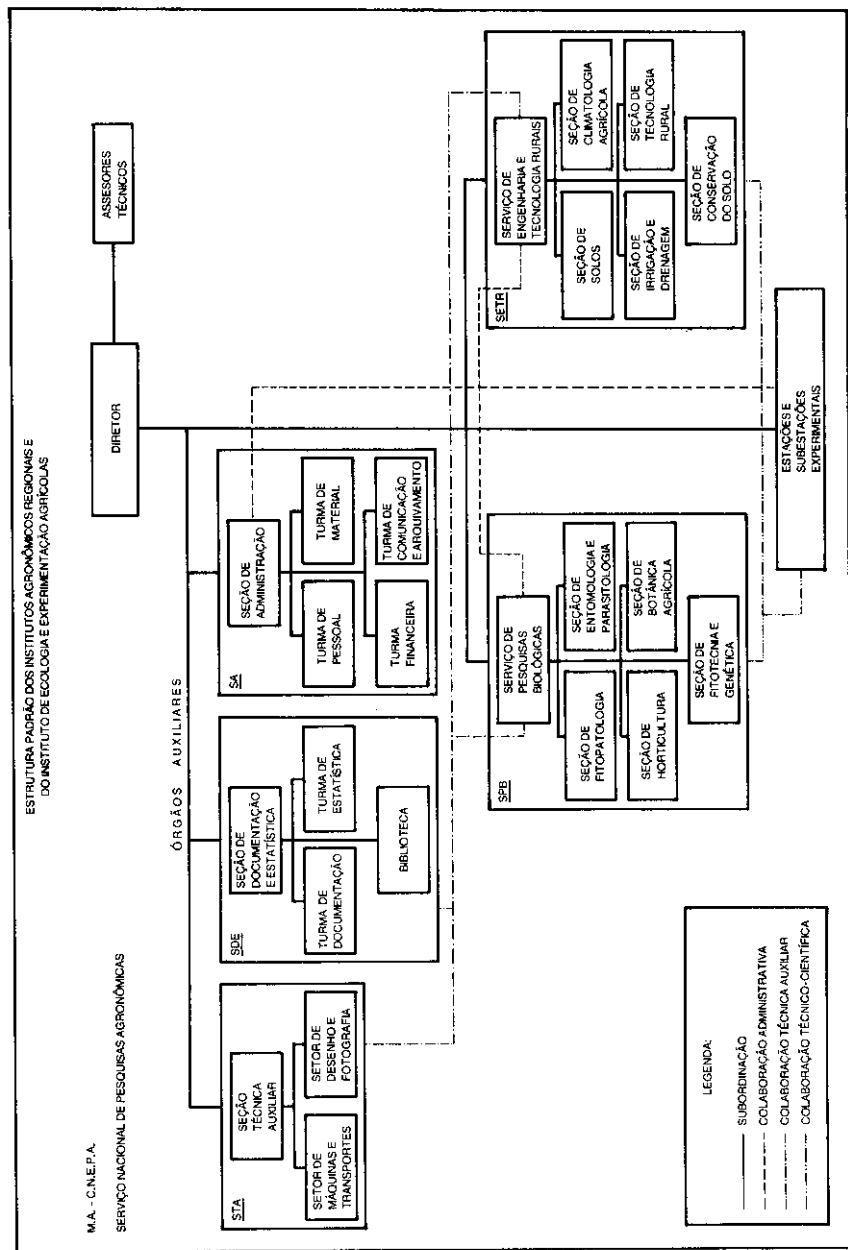 ESTRUTURA PADRÃO DOS INSTITUTOS AGRONÔMICOS REGIONAIS E
DO INSTITUTO DE ECOLOGIA E EXPERIMENTAÇÃO AGRÍCOLAS
M.A. - C.N.E.P.A.
SERVIÇO NACIONAL DE PESQUISAS AGRONÔMICAS
DIRETOR
ASSESORES
TÉCNICOS
ÓRGÃOS AUXILIARES
STA
SEÇÃO
TÉCNICA
AUXILIAR
SETOR DE
MÁQUINAS E
TRANSPORTES
SETOR DE
DESENHO E
FOTOGRAFIA
SDE
SEÇÃO DE
DOCUMENTAÇÃO
E ESTATÍSTICA
TURMA DE
DOCUMENTAÇÃO
TURMA DE
ESTATÍSTICA
BIBLIOTECA
SA
SEÇÃO DE
ADMINISTRAÇÃO
TURMA DE
PESSOAL
TURMA DE
MATERIAL
TURMA
FINANCEIRA
TURMA DE
COMUNICAÇÃO
E ARQUIVAMENTO
SPB
SERVIÇO DE
PESQUISAS
BIOLÓGICAS
SEÇÃO DE
FITOPATOLOGIA
SEÇÃO DE
ENTOMOLOGIA E
PARASITOLOGIA
SEÇÃO DE
HORTICULTURA
SEÇÃO DE
BOTÂNICA
AGRÍCOLA
SEÇÃO DE
FITOTECNIA E
GENÉTICA
SETR
SERVIÇO DE
ENGENHARIA E
TECNOLOGIA RURAIS
SEÇÃO DE
SOLOS
SEÇÃO DE
CLIMATOLOGIA
AGRÍCOLA
SEÇÃO DE
IRRIGAÇÃO E
DRENAGEM
SEÇÃO DE
TECNOLOGIA
RURAL
SEÇÃO DE
CONSERVAÇÃO
DO SOLO
ESTAÇÕES E
SUBESTAÇÕES
EXPERIMENTAIS
LEGENDA:
SUBORDINAÇÃO
COLABORAÇÃO ADMINISTRATIVA
COLABORAÇÃO TÉCNICA AUXILIAR
COLABORAÇÃO TÉCNICO-CIENTÍFICA